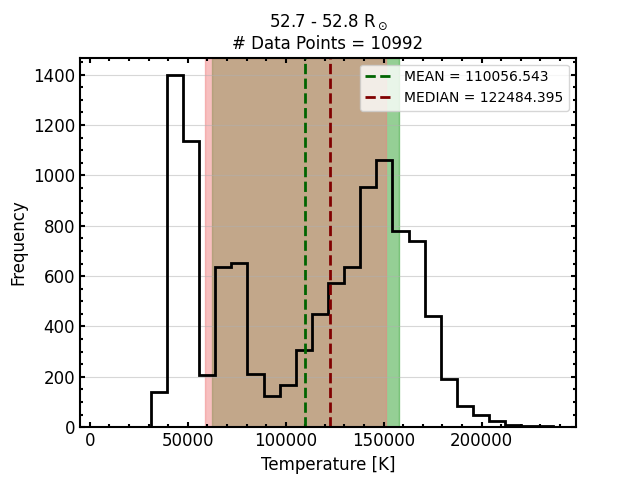 52.7 - 52.8 R⊙
# Data Points = 10992
MEAN = 110056.543
MEDIAN = 122484.395
Frequency
1400
1200
1000
800
600
400
200
0
0 50000 100000 150000 200000
Temperature [K]